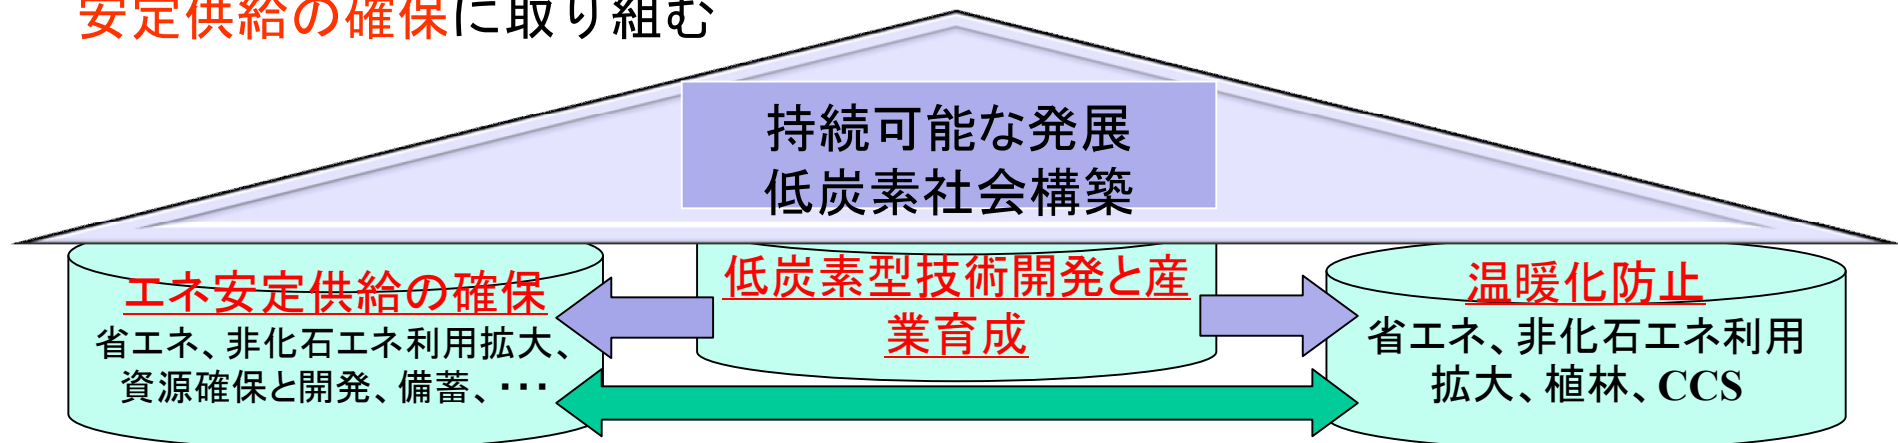 安定供給の確保に取り組む
持続可能な発展
低炭素社会構築
エネ安定供給の確保
省エネ、非化石エネ利用拡大、
資源確保と開発、備蓄、・・・
低炭素型技術開発と産
業育成
温暖化防止
省エネ、非化石エネ利用
拡大、植林、CCS